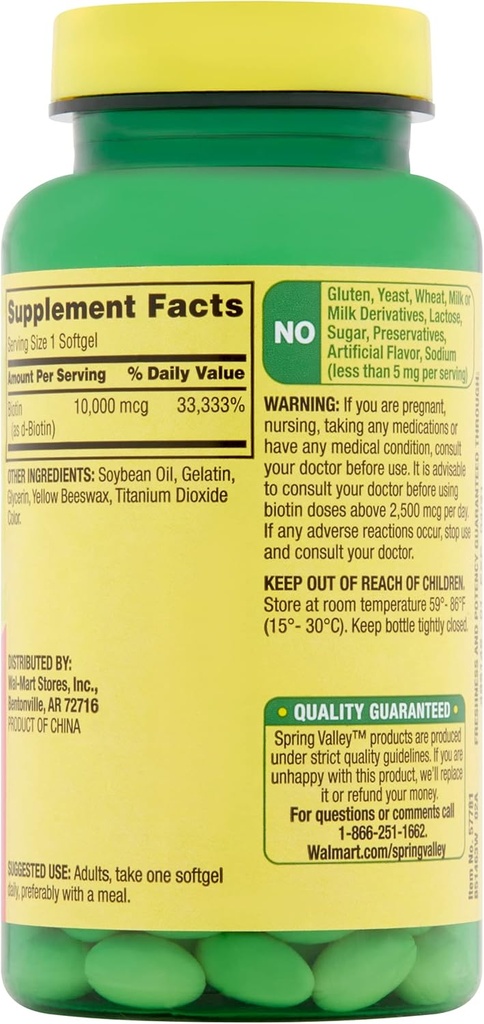 Supplement Facts
Serving Size 1 Softgel
Amount Per Serving % Daily Value
Biotin 10,000 mcg 33,333%
(as d-Biotin)
OTHER INGREDIENTS: Soybean Oil, Gelatin,
Glycerin, Yellow Beeswax, Titanium Dioxide
Color.
DISTRIBUTED BY:
Wal-Mart Stores, Inc.,
Bentonville, AR 72716
PRODUCT OF CHINA
SUGGESTED USE: Adults, take one softgel
daily, preferably with a meal.
NO
Gluten, Yeast, Wheat, Milk or
Milk Derivatives, Lactose,
Sugar, Preservatives,
Artificial Flavor, Sodium
(less than 5 mg per serving)
WARNING: If you are pregnant,
nursing, taking any medications or
have any medical condition, consult
your doctor before use. It is advisable
to consult your doctor before using
biotin doses above 2,500 mcg per day.
If any adverse reactions occur, stop use
and consult your doctor.
KEEP OUT OF REACH OF CHILDREN.
Store at room temperature 59°- 86°F
(15°- 30°C). Keep bottle tightly closed.
• QUALITY GUARANTEED •
Spring Valley™ products are produced
under strict quality guidelines. If you are
unhappy with this product, we'll replace
it or refund your money.
For questions or comments call
1-866-251-1662.
Walmart.com/springvalley
FRESHNESS AND POTENCY GUARANTEED THROUGH
Item No. 57781